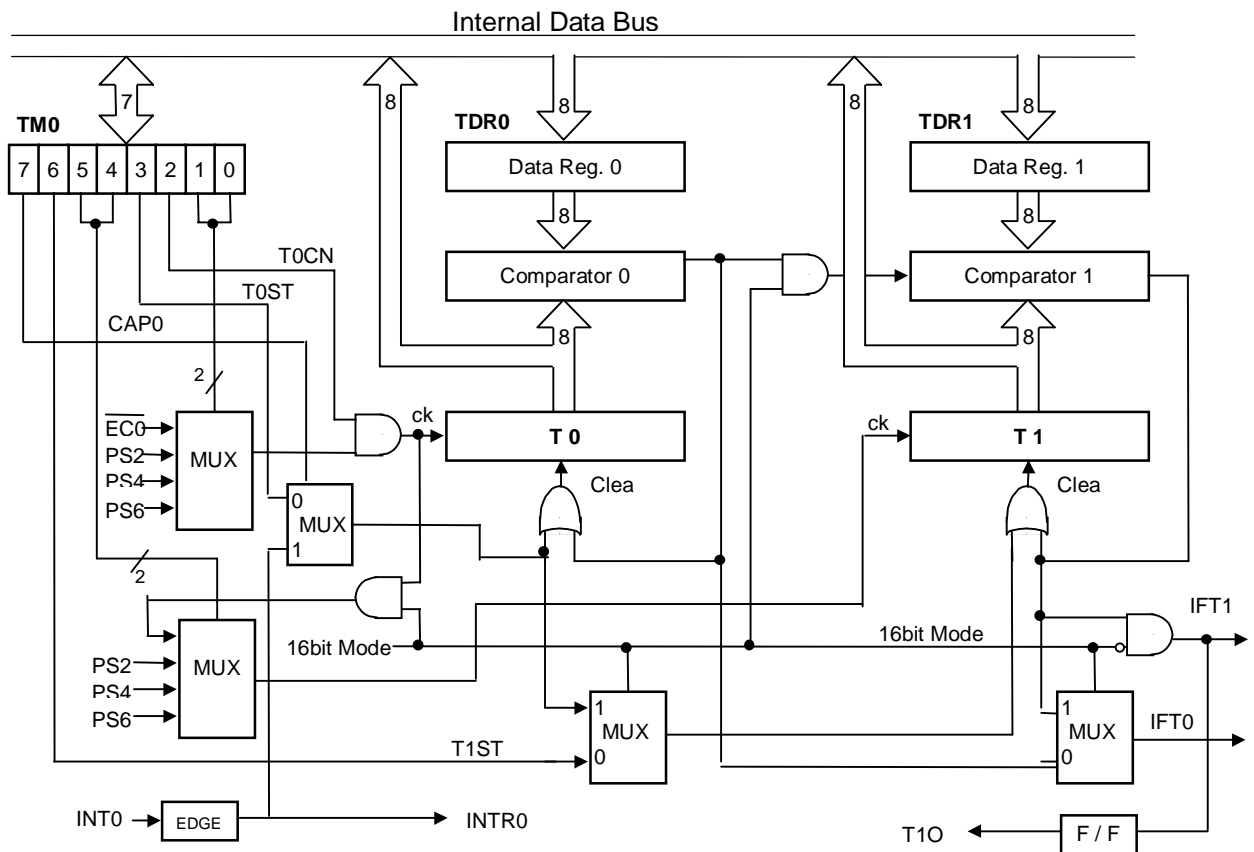 Internal Data Bus
7
8
8
8
8
TM0
TDR0
TDR1
7 6 5 4 3 2 1 0
Data Reg. 0
Data Reg. 1
8
8
T0CN
Comparator 0
Comparator 1
T0ST
CAP0
8
8
2
EC0
PS2
PS4
PS6
MUX
ck
T 0
ck
T 1
Clea
Clea
0
MUX
1
2
16bit Mode
16bit Mode
IFT1
PS2
PS4
PS6
MUX
1
MUX
0
1
MUX
0
IFT0
T1ST
INT0
EDGE
INTR0
T1O
F / F